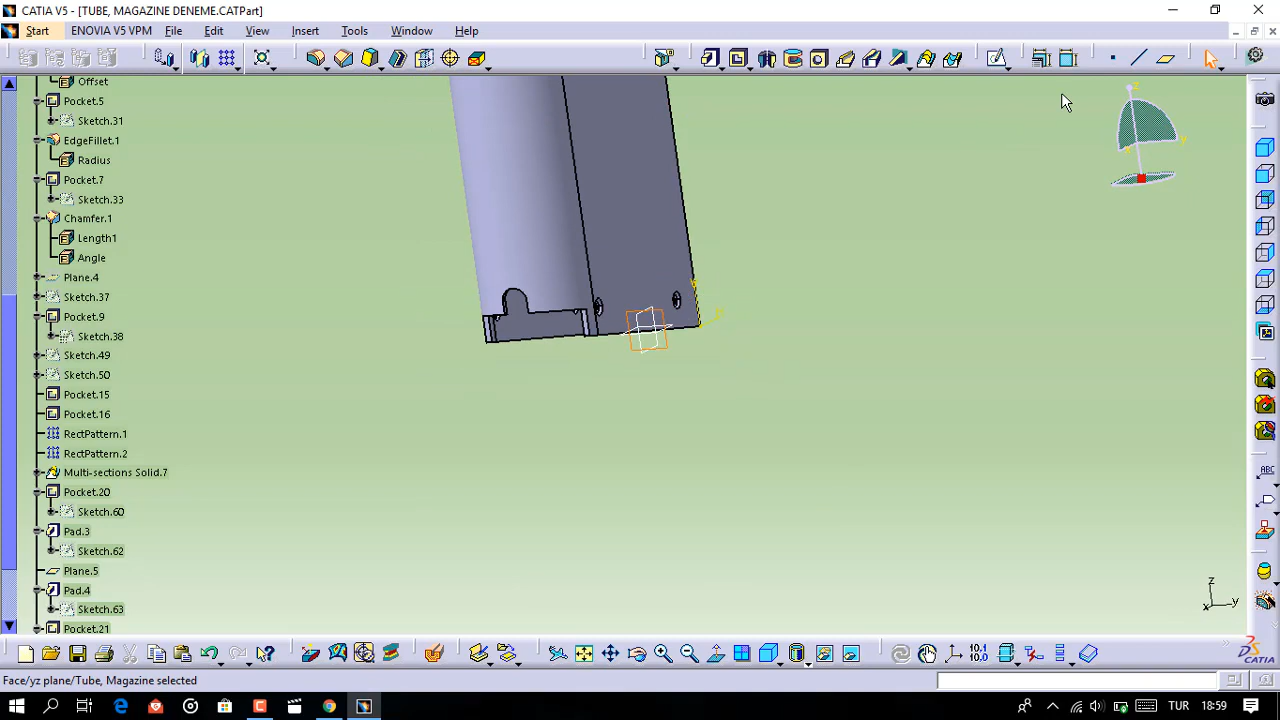 CATIA V5 - [TUBE, MAGAZINE DENEME.CATPart]
Start ENOVIA V5 VPM File Edit View Insert Tools Window Help
Offset
Pocket.5
Sketch.31
EdgeFillet.1
Radius
Pocket.7
Sketch.33
Chamfer.1
Length1
Angle
Plane.4
Sketch.37
Pocket.9
Sketch.38
Sketch.49
Sketch.50
Pocket.15
Pocket.16
RectPattern.1
RectPattern.2
Multi-sections Solid.7
Pocket.20
Sketch.60
Pad.3
Sketch.62
Plane.5
Pad.4
Sketch.63
Pocket.21
z
y
z
y
x
10.1
10:8
CATIA
Face/yz plane/Tube, Magazine selected
TUR 18:59